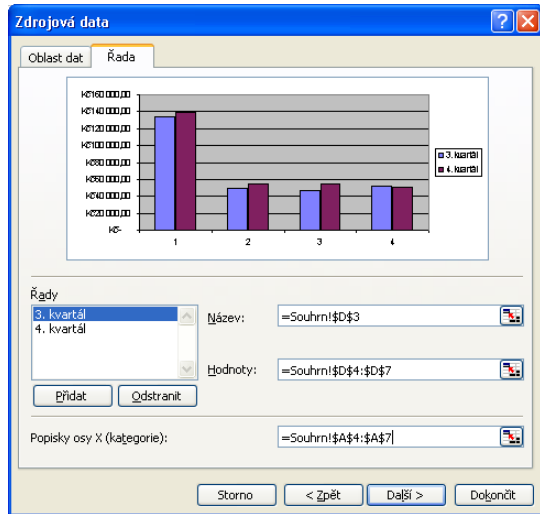 Zdrojová data
Oblast dat
Řada
Kč160 000,00
Kč140 000,00
Kč120 000,00
Kč100 000,00
Kč80 000,00
Kč60 000,00
Kč40 000,00
Kč20 000,00
Kč-
1 2 3 4
3. kvartál
4. kvartál
Řady
3. kvartál
4. kvartál
Název:
=Souhrn!$D$3
Hodnoty:
=Souhrn!$D$4:$D$7
Přidat
Odstranit
Popisky osy X (kategorie):
=Souhrn!$A$4:$A$7
Storno
< Zpět
Další >
Dokončit